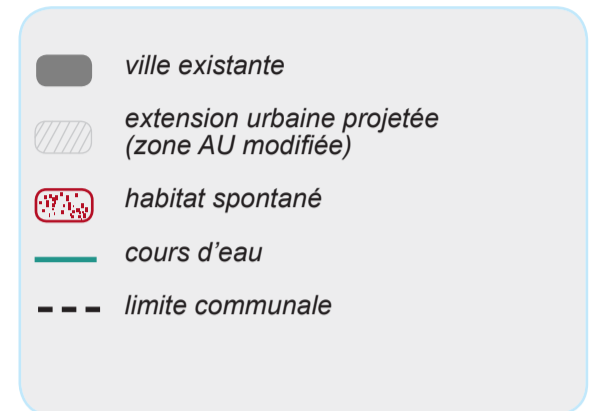 ville existante
extension urbaine projetée
(zone AU modifiée)
habitat spontané
cours d’eau
limite communale